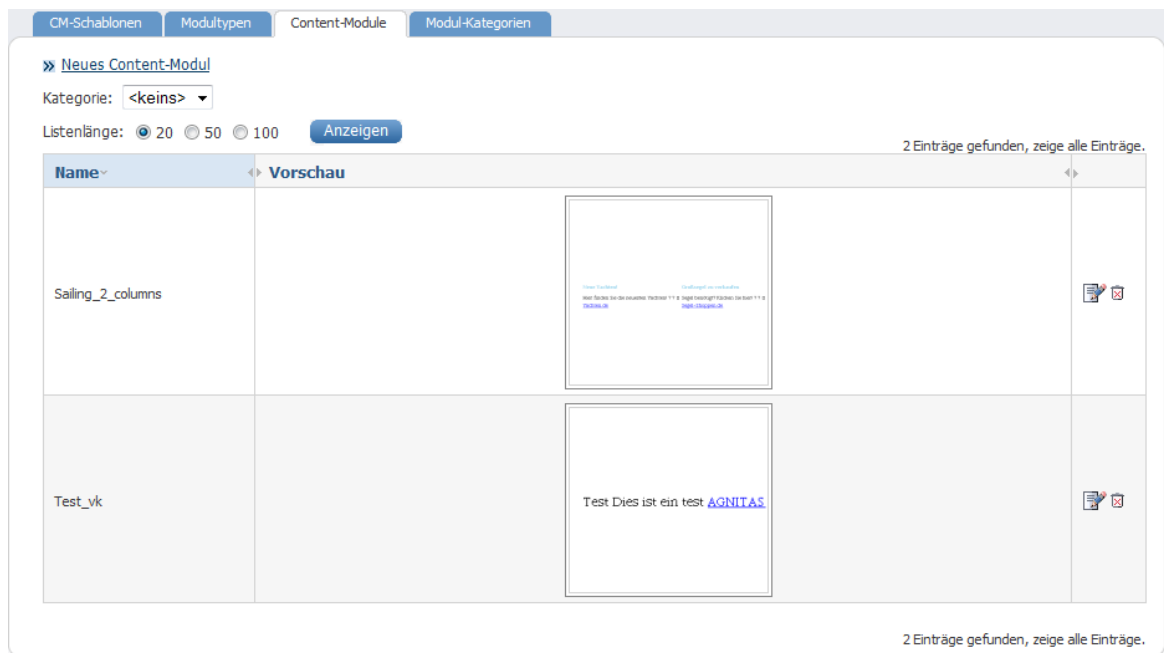 CM-Schablonen Modultypen Content-Module Modul-Kategorien
Neues Content-Modul
Kategorie: <keins>
Listenlänge: 20 50 100 Anzeigen
2 Einträge gefunden, zeige alle Einträge.
Name Vorschau
Sailing_2_columns
Test_vk
Test Dies ist ein test AGNITAS
2 Einträge gefunden, zeige alle Einträge.